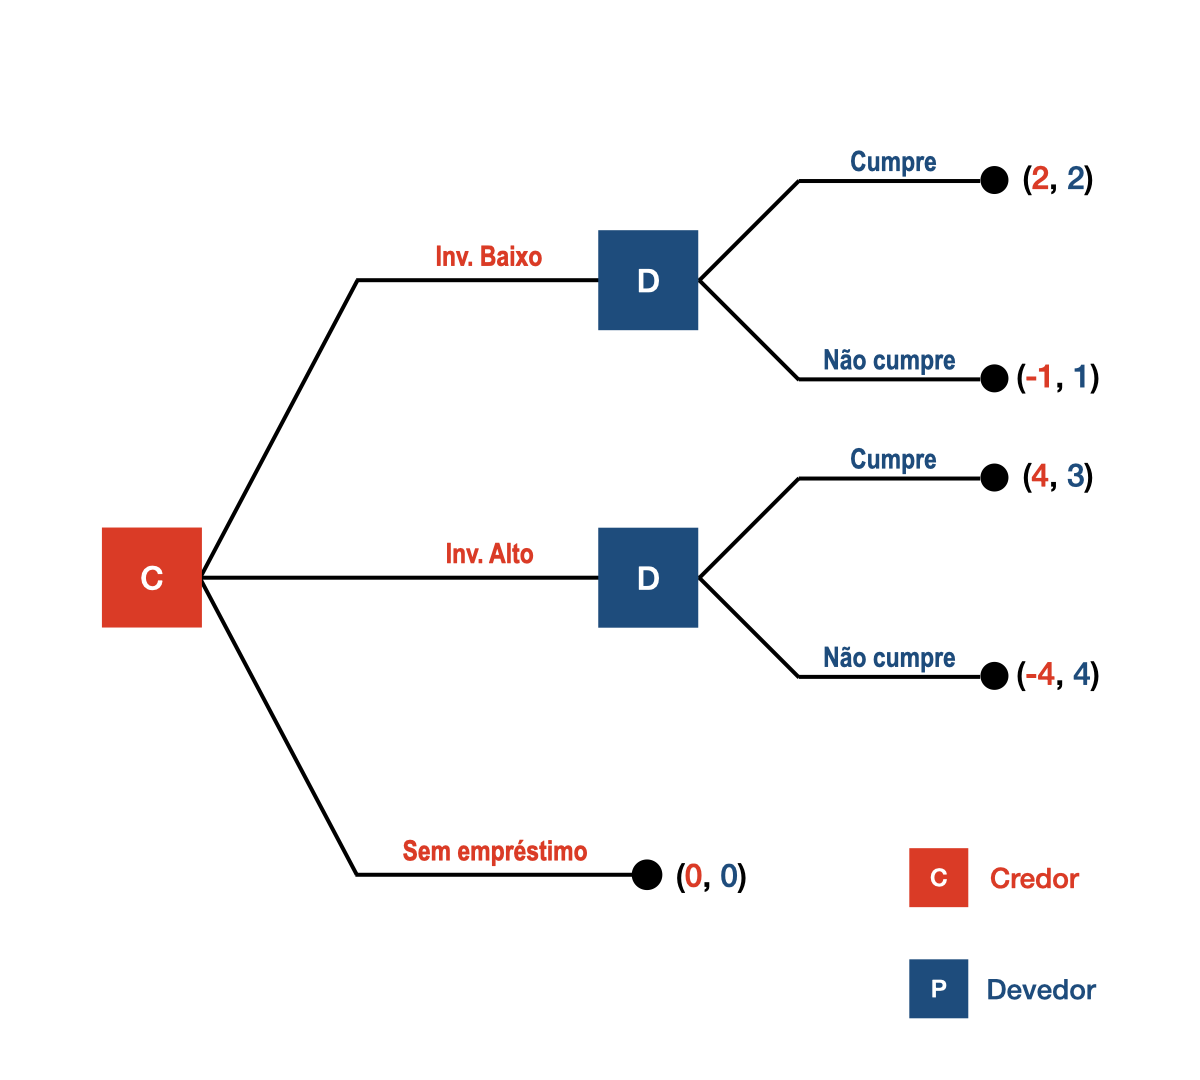 Cumpre
(2, 2)
Inv. Baixo
D
Não cumpre
(-1, 1)
Cumpre
(4, 3)
Inv. Alto
C
D
Não cumpre
(-4, 4)
Sem empréstimo
(0, 0)
C Credor
P Devedor